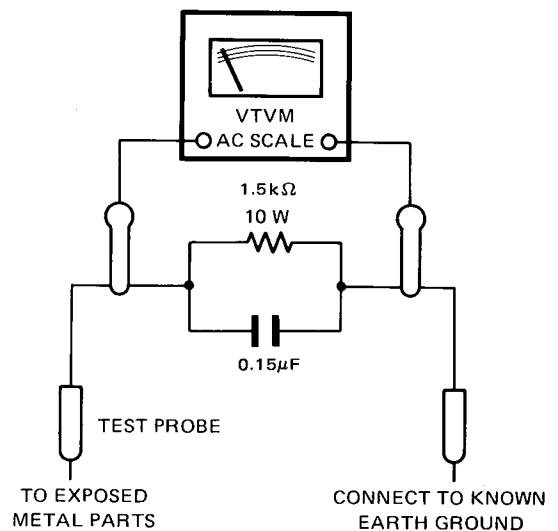 VTVM
AC SCALE
1.5kΩ
10 W
0.15μF
TEST PROBE
TO EXPOSED
METAL PARTS
CONNECT TO KNOWN
EARTH GROUND